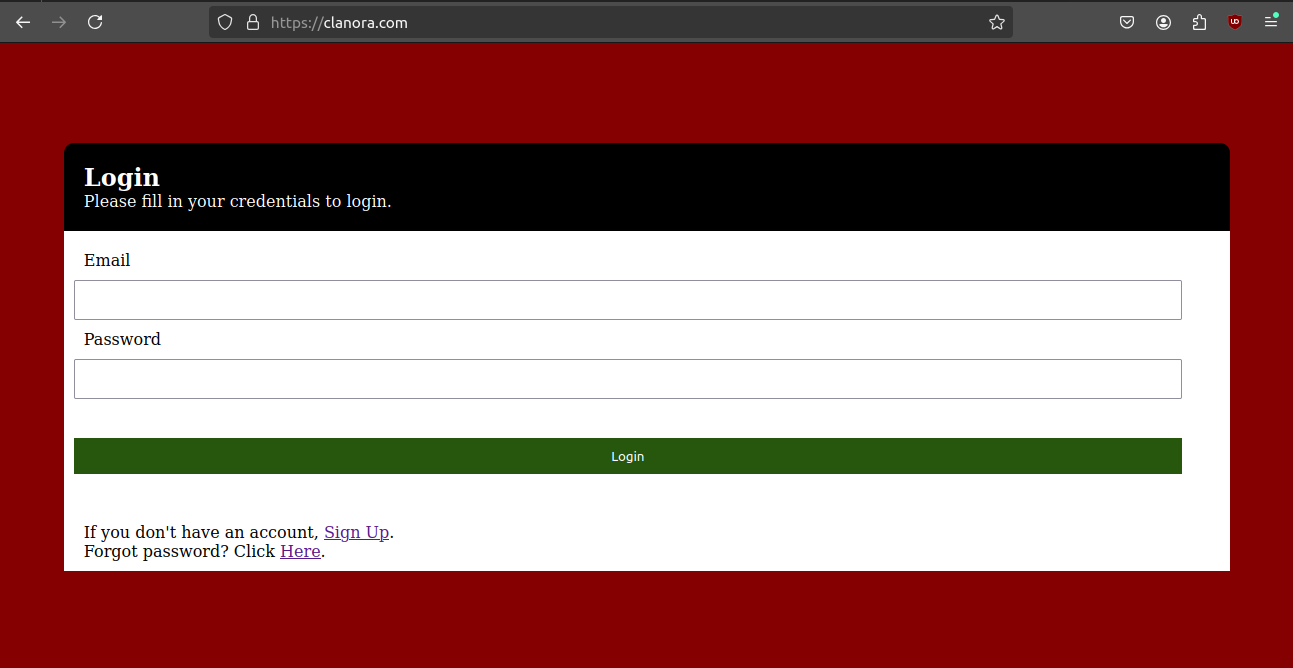 https://clanora.com
Login
Please fill in your credentials to login.
Email
Password
Login
If you don't have an account, Sign Up.
Forgot password? Click Here.